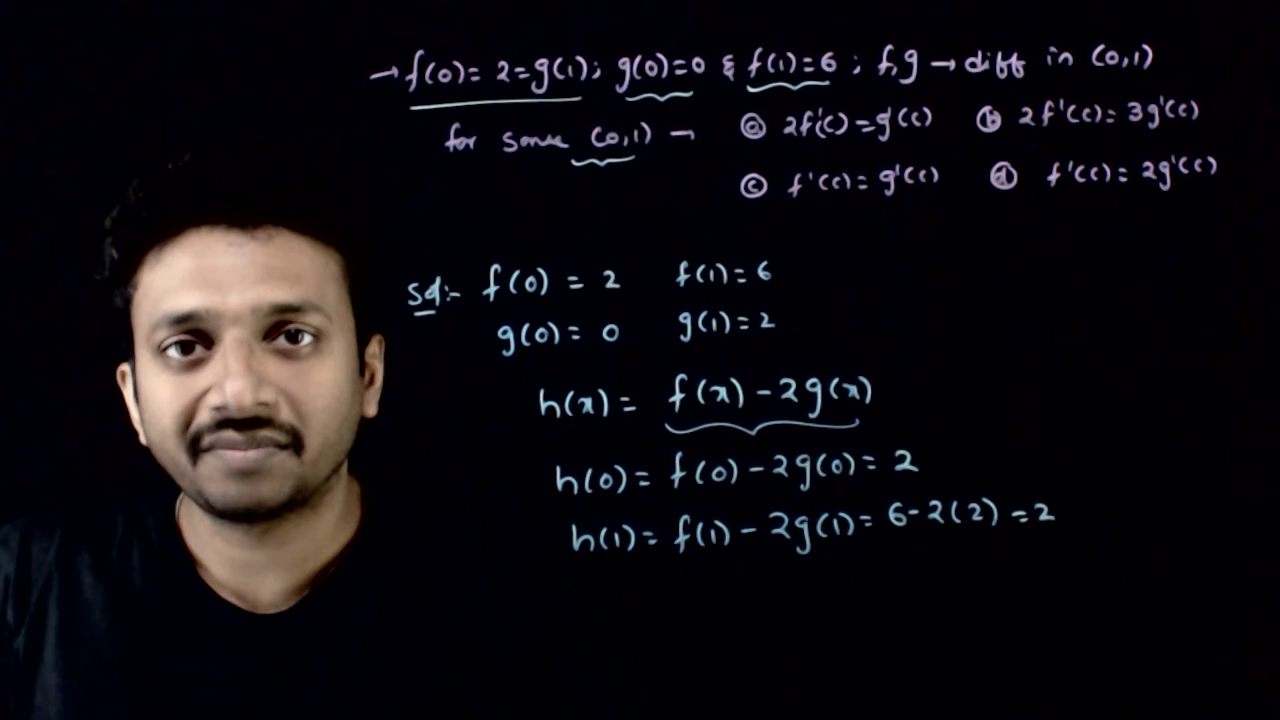 → f(0)= 2=g(1); g(0)=0 & f(1)=6 ; f,g → diff in (0,1)
for some (0,1) → ⓐ 2f'(c)=g'(c) ⓑ 2f'(c)= 3g'(c)
ⓒ f'(c)= g'(c) ⓓ f'(c)= 2g'(c)
Sol:- f(0) = 2 f(1)= 6
g(0)= 0 g(1)= 2
h(x)= f(x)-2g(x)
h(0)= f(0)-2g(0)= 2
h(1)= f(1)-2g(1)= 6-2(2)=2